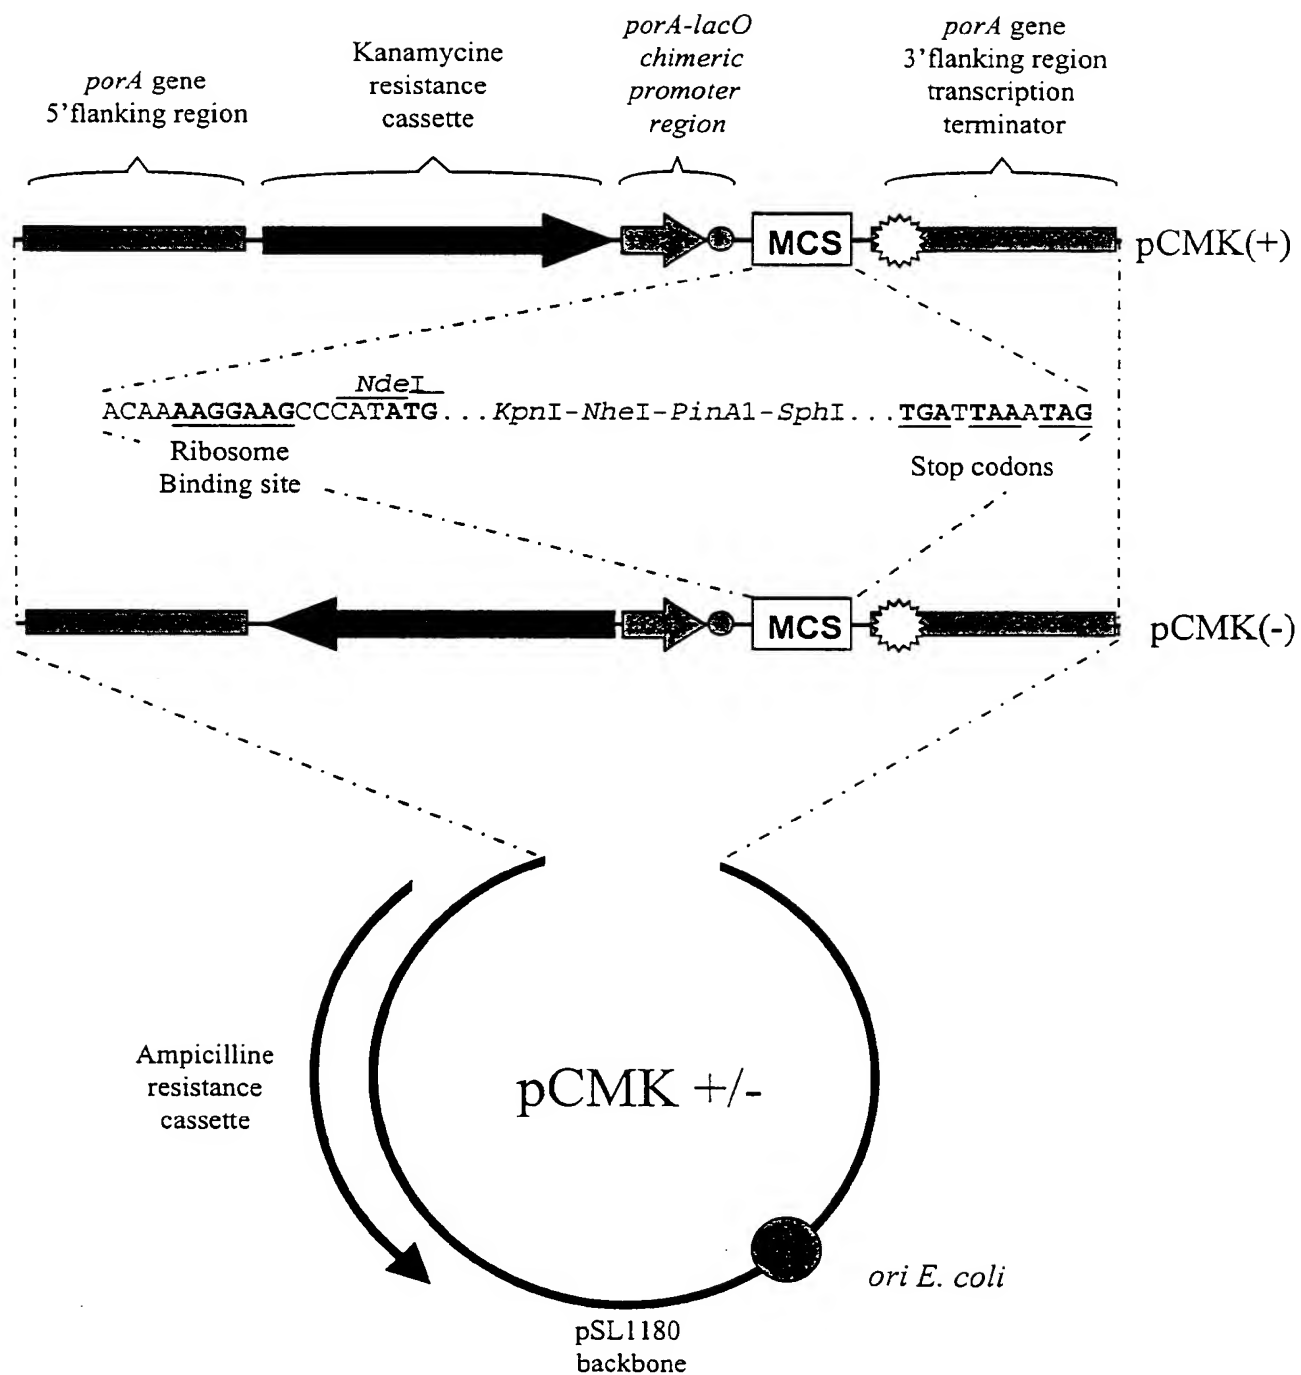 porA gene
5'flanking region
Kanamycine
resistance
cassette
porA-lacO
chimeric
promoter
region
porA gene
3'flanking region
transcription
terminator
MCS
pCMK(+)
NdeI
ACAAAAGGAAGCCCATATG...KpnI-NheI-PinA1-SphI...TGATTAAATAG
Ribosome
Binding site
Stop codons
MCS
pCMK(-)
Ampicilline
resistance
cassette
pCMK +/-
ori E. coli
pSL1180
backbone